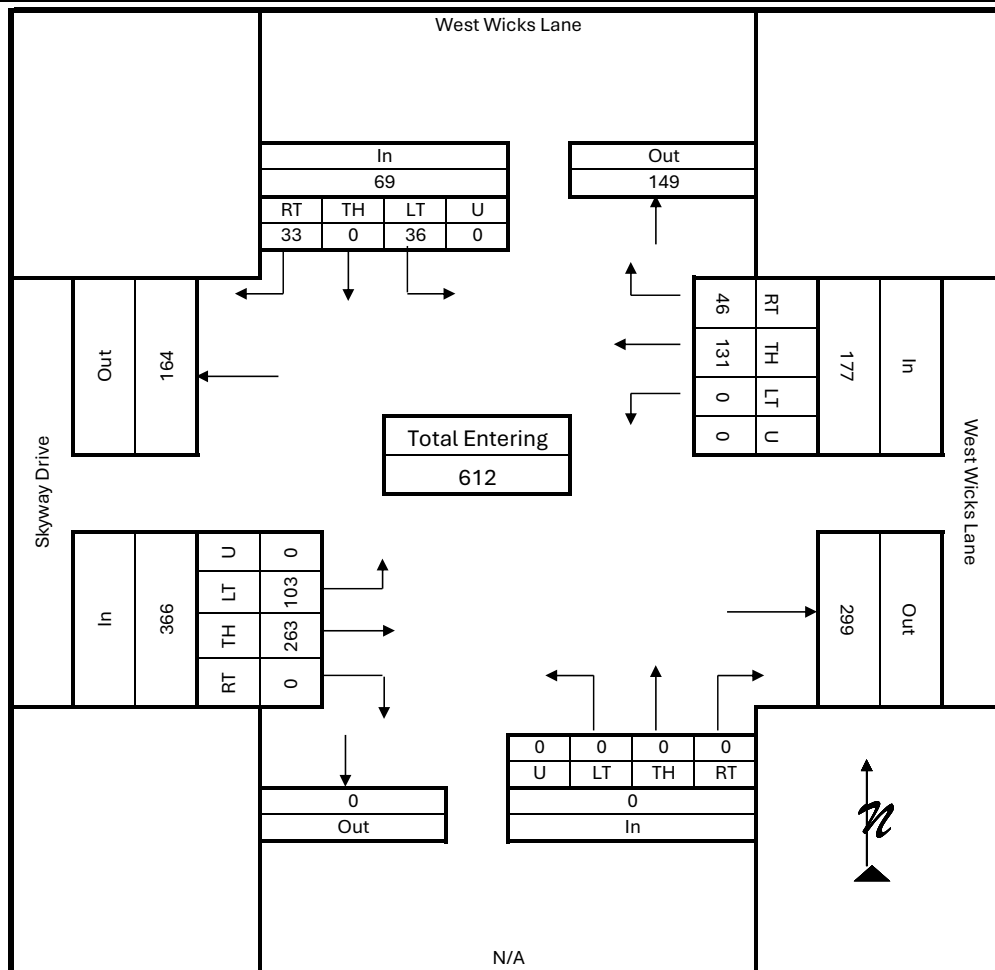 West Wicks Lane
In
69
RT TH LT U
33 0 36 0
Out
149
Out
164
46 RT
131 TH
0 LT
0 U
177
In
Total Entering
612
Skyway Drive
West Wicks Lane
In
366
U 0
LT 103
TH 263
RT 0
299
Out
0
Out
0 0 0 0
U LT TH RT
0
In
N
N/A